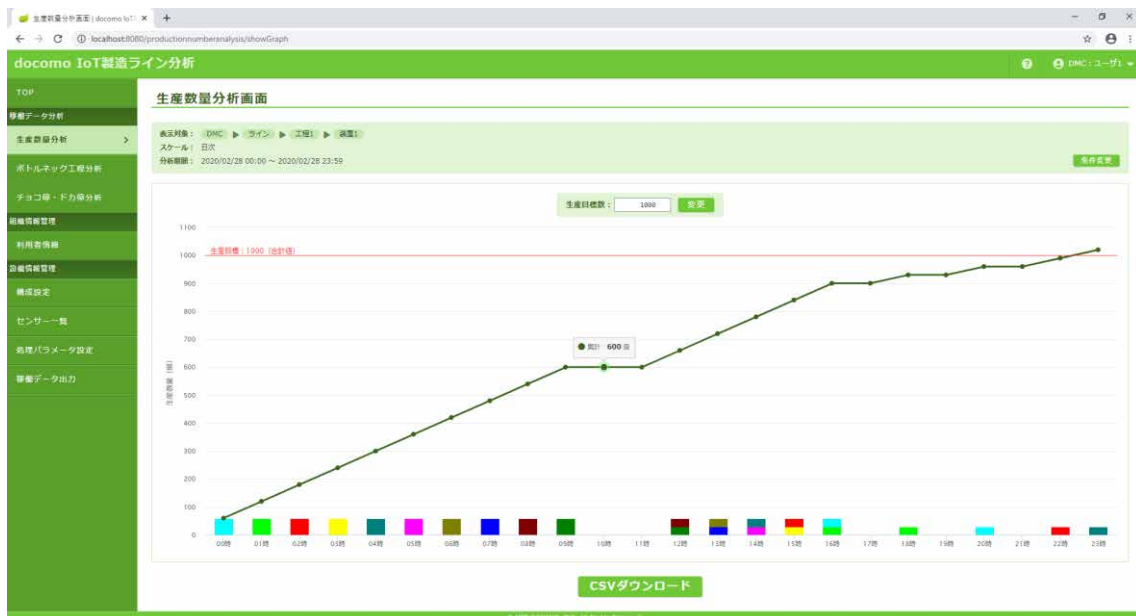 生産数量分析画面 | docomo IoT
localhost:8080/productionnumberanalysis/showGraph
docomo IoT製造ライン分析
DMC：ユーザ1
TOP
稼働データ分析
生産数量分析
ボトルネック工程分析
チョコ停・ドカ停分析
組織情報管理
利用者情報
設備情報管理
構成設定
センサー一覧
処理パラメータ設定
稼働データ出力
生産数量分析画面
表示対象： DMC ▶ ライン ▶ 工程1 ▶ 装置1
スケール： 日次
分析期間： 2020/02/28 00:00 ～ 2020/02/28 23:59
条件変更
生産目標数： 1000 変更
生産目標：1000（合計値）
累計 600 個
生産数量（個）
1100
1000
900
800
700
600
500
400
300
200
100
0
00時 01時 02時 03時 04時 05時 06時 07時 08時 09時 10時 11時 12時 13時 14時 15時 16時 17時 18時 19時 20時 21時 22時 23時
CSVダウンロード